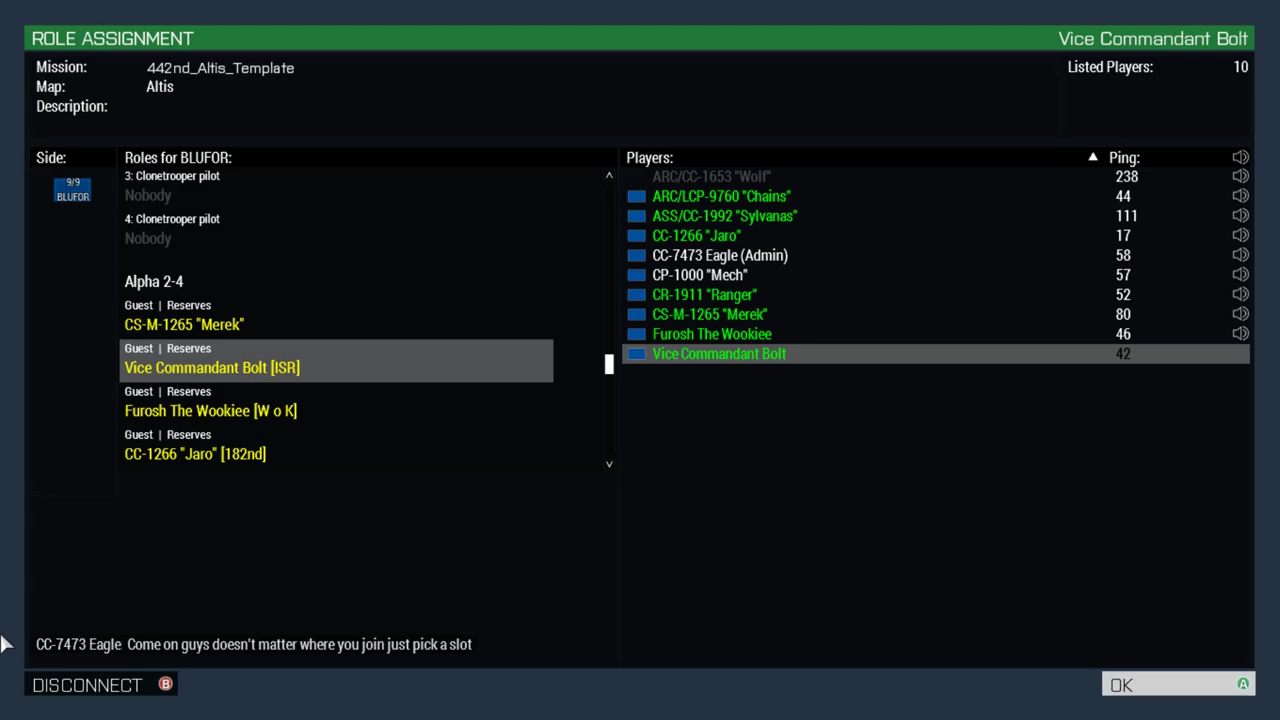 ROLE ASSIGNMENT Vice Commandant Bolt
Mission: 442nd_Altis_Template Listed Players: 10
Map: Altis
Description:
Side: Roles for BLUFOR: Players: Ping:
9/9
BLUFOR
3: Clonetrooper pilot
Nobody
4: Clonetrooper pilot
Nobody
Alpha 2-4
Guest | Reserves
CS-M-1265 "Merek"
Guest | Reserves
Vice Commandant Bolt [ISR]
Guest | Reserves
Furosh The Wookiee [W o K]
Guest | Reserves
CC-1266 "Jaro" [182nd]
ARC/CC-1653 "Wolf" 238
ARC/LCP-9760 "Chains" 44
ASS/CC-1992 "Sylvanas" 111
CC-1266 "Jaro" 17
CC-7473 Eagle (Admin) 58
CP-1000 "Mech" 57
CR-1911 "Ranger" 52
CS-M-1265 "Merek" 80
Furosh The Wookiee 46
Vice Commandant Bolt 42
CC-7473 Eagle Come on guys doesn't matter where you join just pick a slot
DISCONNECT B
OK A